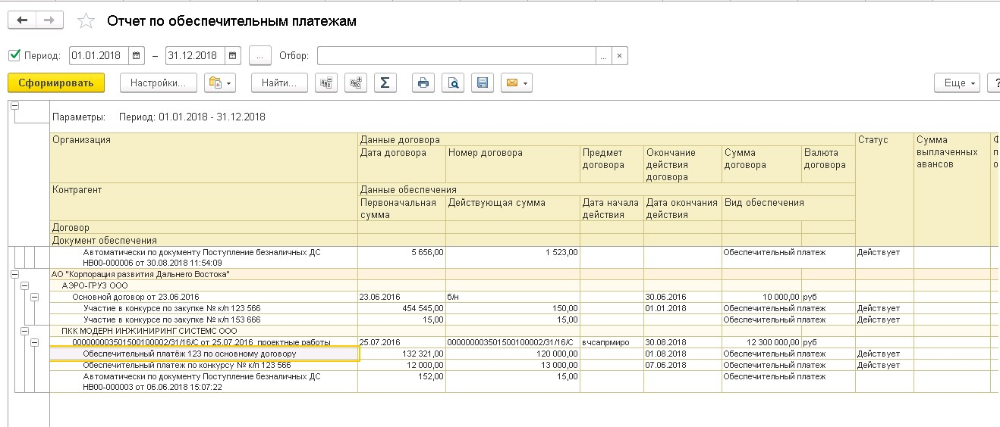 Отчет по обеспечительным платежам
Период: 01.01.2018 – 31.12.2018 ... Отбор: ... ×
Сформировать Настройки... Найти... Σ Еще ?
Параметры: Период: 01.01.2018 - 31.12.2018
Организация Данные договора Статус Сумма выплаченных авансов Ф п о
Дата договора Номер договора Предмет договора Окончание действия договора Сумма договора Валюта договора
Контрагент Данные обеспечения
Первоначальная сумма Действующая сумма Дата начала действия Дата окончания действия Вид обеспечения
Договор
Документ обеспечения
Автоматически по документу Поступление безналичных ДС 5 656,00 1 523,00 Обеспечительный платеж Действует
НВ00-000006 от 30.08.2018 11:54:09
АО "Корпорация развития Дальнего Востока"
АЭРО-ГРУЗ ООО
Основной договор от 23.06.2016 23.06.2016 б/н 30.06.2016 10 000,00 руб
Участие в конкурсе по закупке № к/п 123 566 454 545,00 150,00 01.01.2018 Обеспечительный платеж Действует
Участие в конкурсе по закупке № к/п 153 666 15,00 15,00 Обеспечительный платеж Действует
ПКК МОДЕРН ИНЖИНИРИНГ СИСТЕМС ООО
000000003501500100002/31/16/С от 25.07.2016 проектные работы 25.07.2016 000000003501500100002/31/16/С вчсапрмиро 30.08.2018 12 300 000,00 руб
Обеспечительный платёж 123 по основному договору 132 321,00 120 000,00 01.08.2018 Обеспечительный платеж Действует
Обеспечительный платеж по конкурсу № к/п 123 566 12 000,00 13 000,00 07.06.2018 Обеспечительный платеж Действует
Автоматически по документу Поступление безналичных ДС 152,00 15,00 Обеспечительный платеж
НВ00-000003 от 06.06.2018 15:07:22